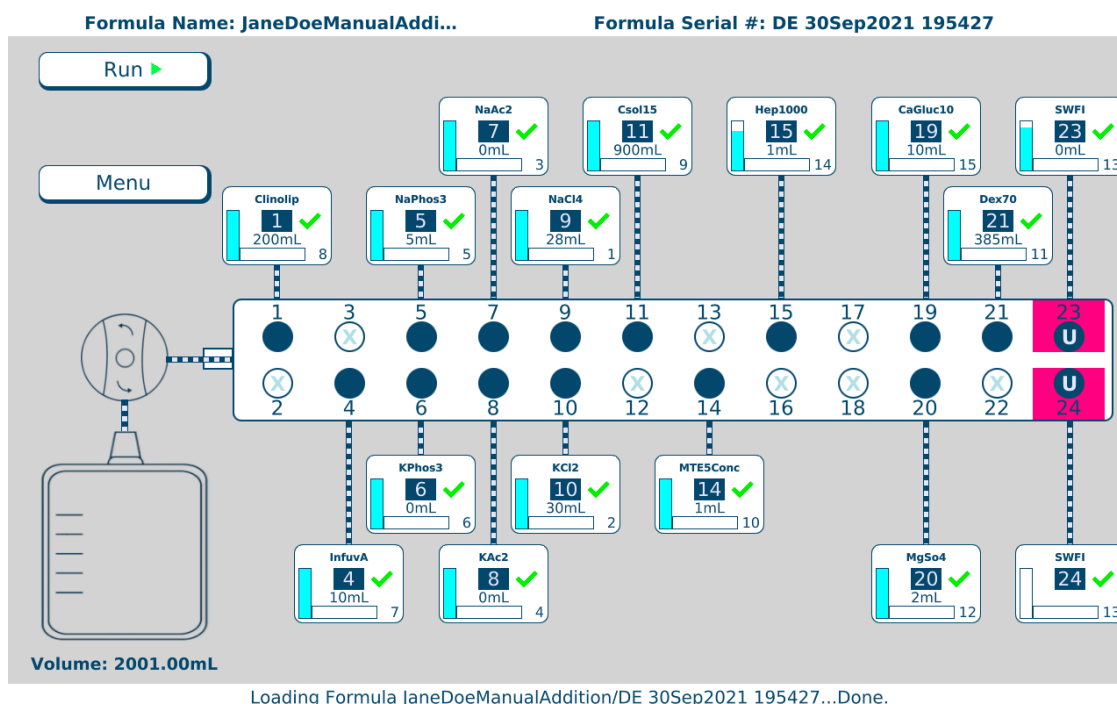 Formula Name: JaneDoeManualAddi... Formula Serial #: DE 30Sep2021 195427
Run
Menu
NaAc2
7
0mL
3
Csol15
11
900mL
9
Hep1000
15
1mL
14
CaGluc10
19
10mL
15
SWFI
23
0mL
13
Clinolip
1
200mL
8
NaPhos3
5
5mL
5
NaCl4
9
28mL
1
Dex70
21
385mL
11
1 3 5 7 9 11 13 15 17 19 21 23
X X X U
X X X X X U
2 4 6 8 10 12 14 16 18 20 22 24
KPhos3
6
0mL
6
KCl2
10
30mL
2
MTE5Conc
14
1mL
10
InfuvA
4
10mL
7
KAc2
8
0mL
4
MgSo4
20
2mL
12
SWFI
24
13
Volume: 2001.00mL
Loading Formula JaneDoeManualAddition/DE 30Sep2021 195427...Done.